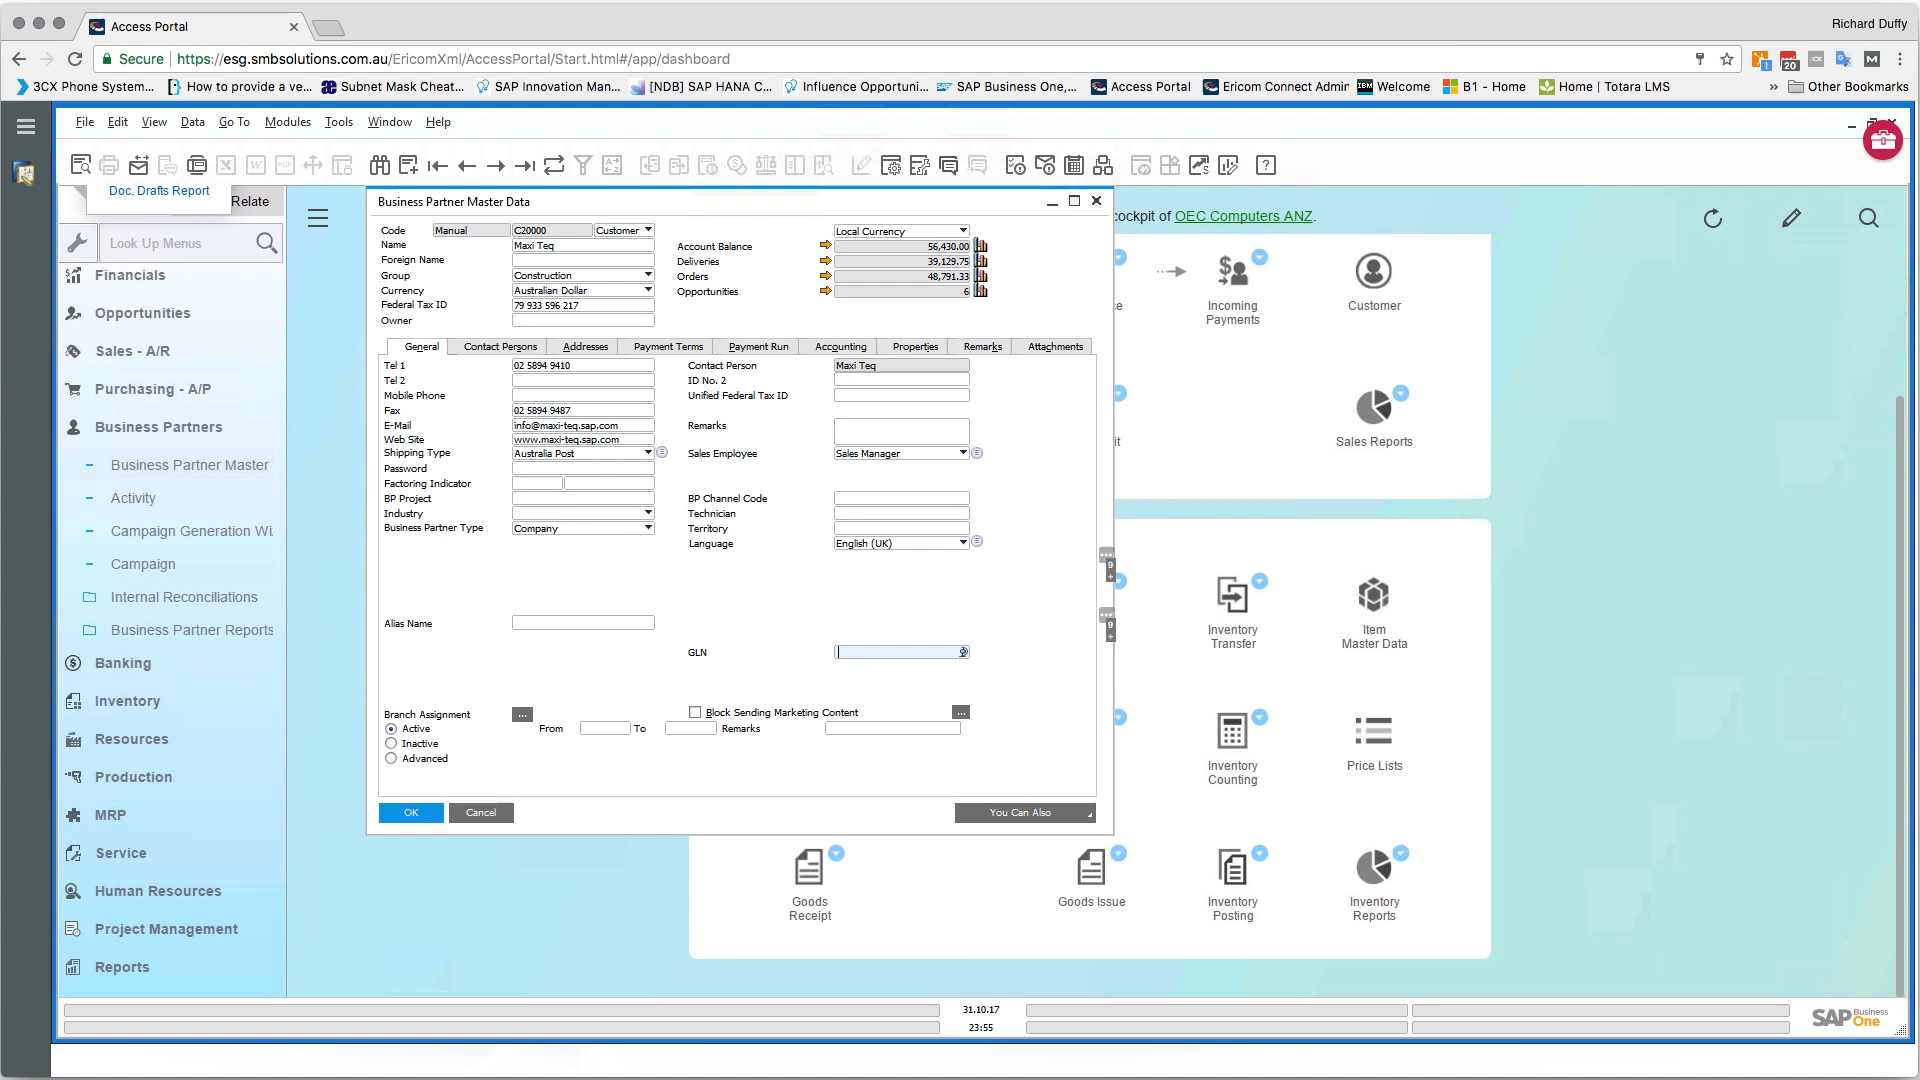 Access Portal
Richard Duffy
Secure https://esg.smbsolutions.com.au/EricomXml/AccessPortal/Start.html#/app/dashboard
3CX Phone System... How to provide a ve... Subnet Mask Cheat... SAP Innovation Man... [NDB] SAP HANA C... Influence Opportuni... SAP Business One,... Access Portal Ericom Connect Admin IBM Welcome B1 - Home Home | Totara LMS » Other Bookmarks
File Edit View Data Go To Modules Tools Window Help
Doc. Drafts Report
Relate
Look Up Menus
Financials
Opportunities
Sales - A/R
Purchasing - A/P
Business Partners
Business Partner Master
Activity
Campaign Generation Wi
Campaign
Internal Reconciliations
Business Partner Reports
Banking
Inventory
Resources
Production
MRP
Service
Human Resources
Project Management
Reports
Business Partner Master Data
Code Manual C20000 Customer Local Currency
Name Maxi Teq Account Balance 56,430.00
Foreign Name Deliveries 39,129.75
Group Construction Orders 48,791.33
Currency Australian Dollar Opportunities 6
Federal Tax ID 79 933 596 217
Owner
General Contact Persons Addresses Payment Terms Payment Run Accounting Properties Remarks Attachments
Tel 1 02 5894 9410 Contact Person Maxi Teq
Tel 2 ID No. 2
Mobile Phone Unified Federal Tax ID
Fax 02 5894 9487
E-Mail info@maxi-teq.sap.com Remarks
Web Site www.maxi-teq.sap.com
Shipping Type Australia Post Sales Employee Sales Manager
Password
Factoring Indicator
BP Project BP Channel Code
Industry Technician
Business Partner Type Company Territory
Language English (UK)
Alias Name
GLN
Branch Assignment ... Block Sending Marketing Content ...
Active From To Remarks
Inactive
Advanced
OK Cancel You Can Also
cockpit of OEC Computers ANZ.
Incoming Payments
Customer
Sales Reports
Inventory Transfer
Item Master Data
Inventory Counting
Price Lists
Goods Receipt
Goods Issue
Inventory Posting
Inventory Reports
31.10.17
23:55
SAP Business One